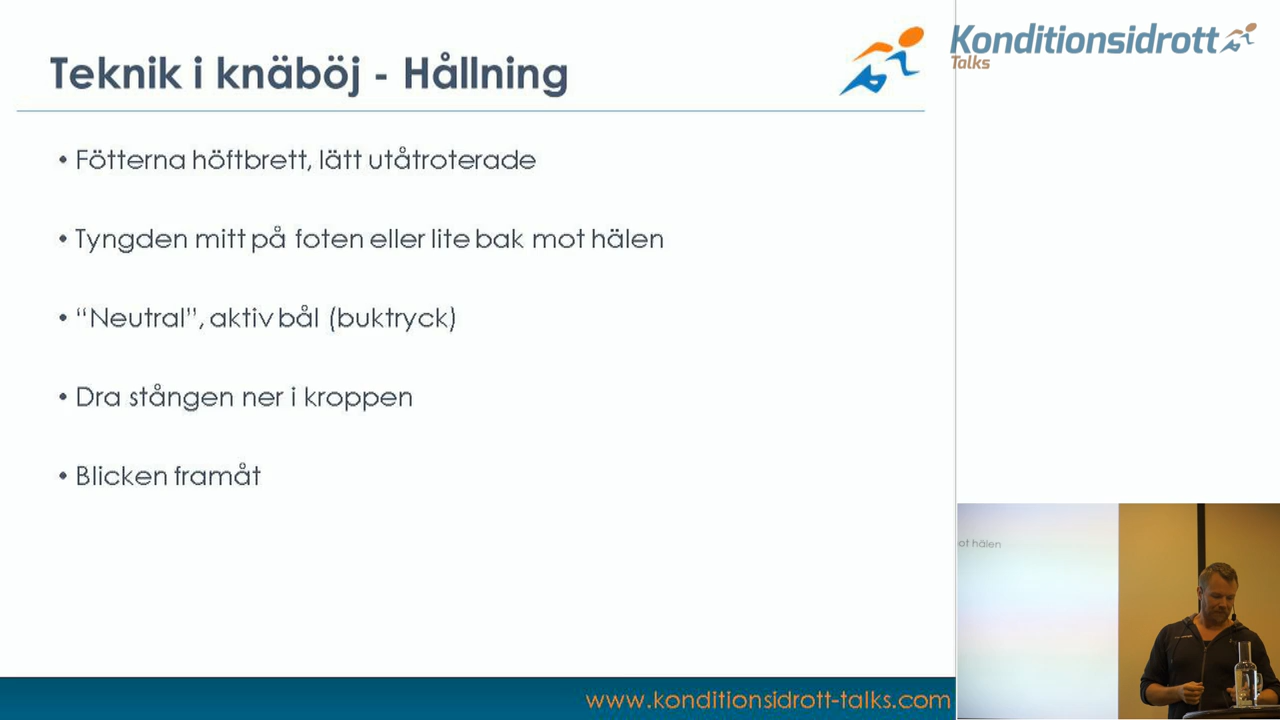 Teknik i knäböj - Hållning
Konditionsidrott
Talks
• Fötterna höftbrett, lätt utåtroterade
• Tyngden mitt på foten eller lite bak mot hälen
• “Neutral”, aktiv bål (buktryck)
• Dra stången ner i kroppen
• Blicken framåt
ot hälen
www.konditionsidrott-talks.com